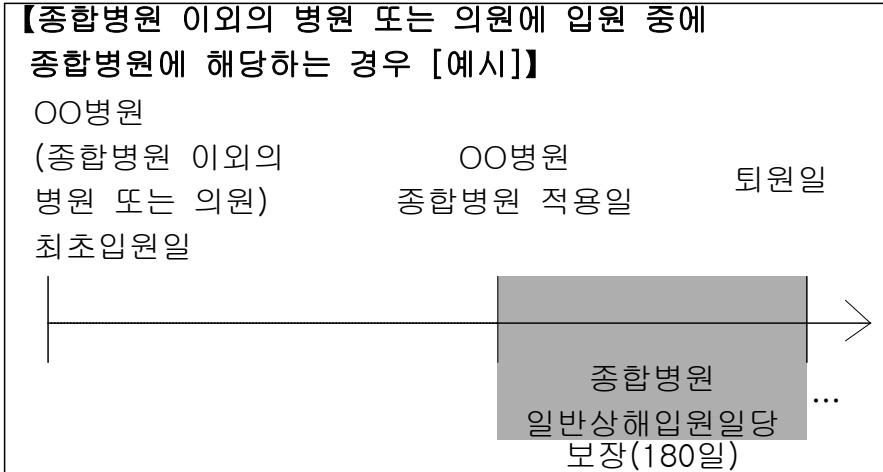 【종합병원 이외의 병원 또는 의원에 입원 중에
종합병원에 해당하는 경우 [예시]】
OO병원
(종합병원 이외의
병원 또는 의원)
최초입원일
OO병원
종합병원 적용일
퇴원일
종합병원
일반상해입원일당
보장(180일)
...